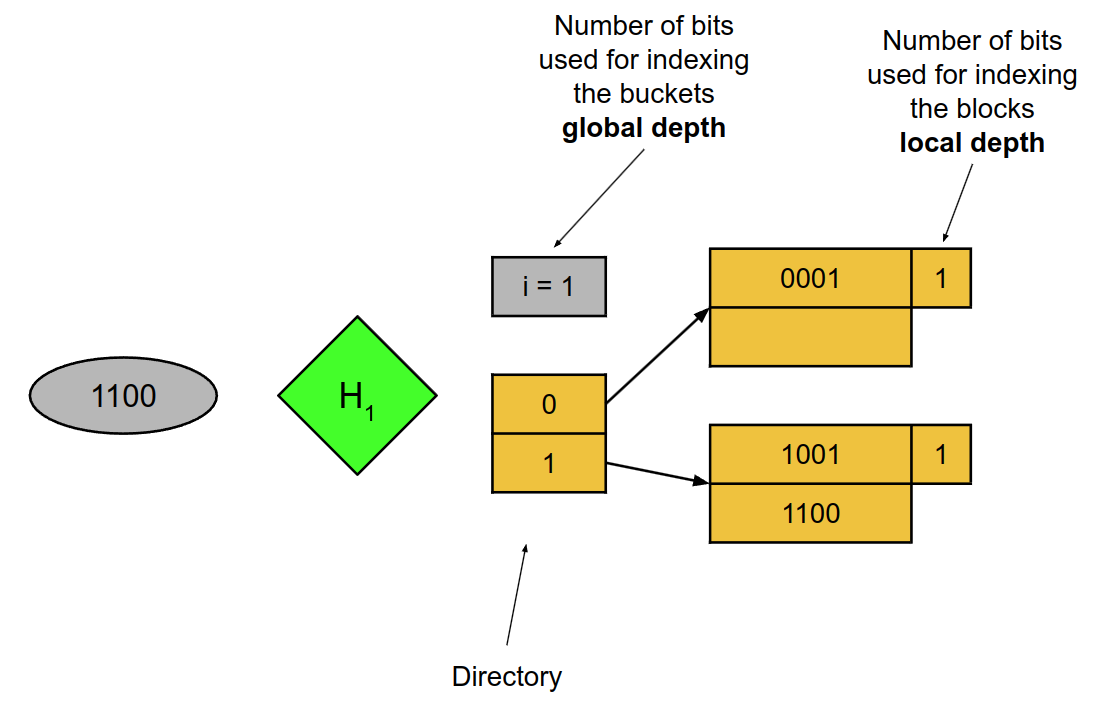 Number of bits
used for indexing
the buckets
global depth
Number of bits
used for indexing
the blocks
local depth
i = 1
0001 1
1100
H1
0
1
1001 1
1100
Directory